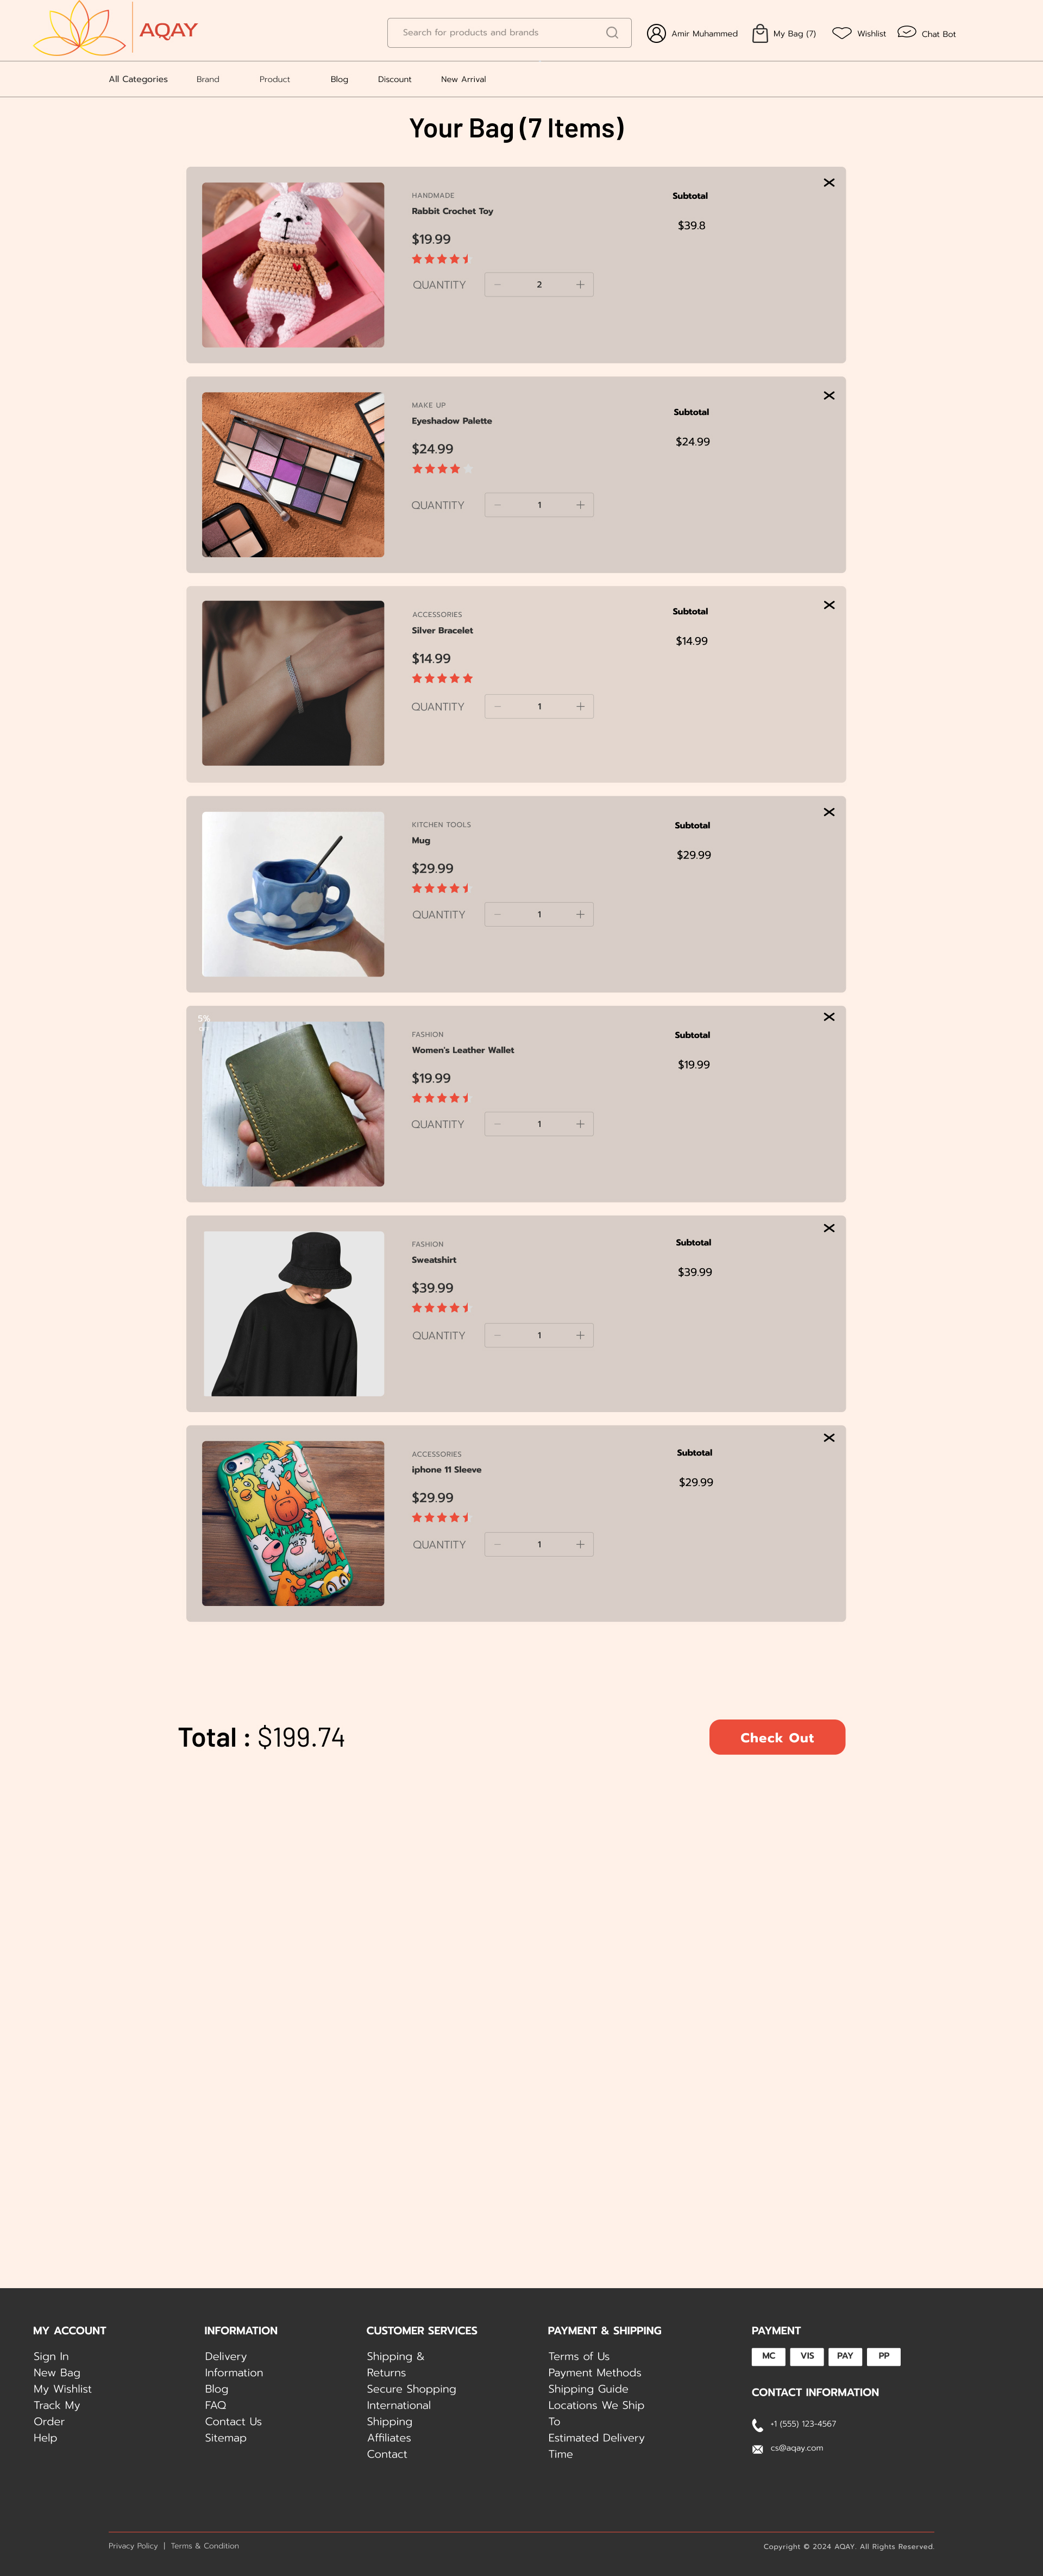 AQAY
Search for products and brands
Amir Muhammed
My Bag (7)
Wishlist
Chat Bot
All Categories
Brand
Product
Blog
Discount
New Arrival
Your Bag (7 Items)
HANDMADE
Rabbit Crochet Toy
$19.99
QUANTITY
2
Subtotal
$39.8
MAKE UP
Eyeshadow Palette
$24.99
QUANTITY
1
Subtotal
$24.99
ACCESSORIES
Silver Bracelet
$14.99
QUANTITY
1
Subtotal
$14.99
KITCHEN TOOLS
Mug
$29.99
QUANTITY
1
Subtotal
$29.99
5%
FASHION
Women's Leather Wallet
$19.99
QUANTITY
1
Subtotal
$19.99
FASHION
Sweatshirt
$39.99
QUANTITY
1
Subtotal
$39.99
ACCESSORIES
iphone 11 Sleeve
$29.99
QUANTITY
1
Subtotal
$29.99
Total : $199.74
Check Out
MY ACCOUNT
Sign In
New Bag
My Wishlist
Track My
Order
Help
INFORMATION
Delivery
Information
Blog
FAQ
Contact Us
Sitemap
CUSTOMER SERVICES
Shipping &
Returns
Secure Shopping
International
Shipping
Affiliates
Contact
PAYMENT & SHIPPING
Terms of Us
Payment Methods
Shipping Guide
Locations We Ship
To
Estimated Delivery
Time
PAYMENT
MC
VIS
PAY
PP
CONTACT INFORMATION
+1 (555) 123-4567
cs@aqay.com
Privacy Policy | Terms & Condition
Copyright © 2024 AQAY. All Rights Reserved.